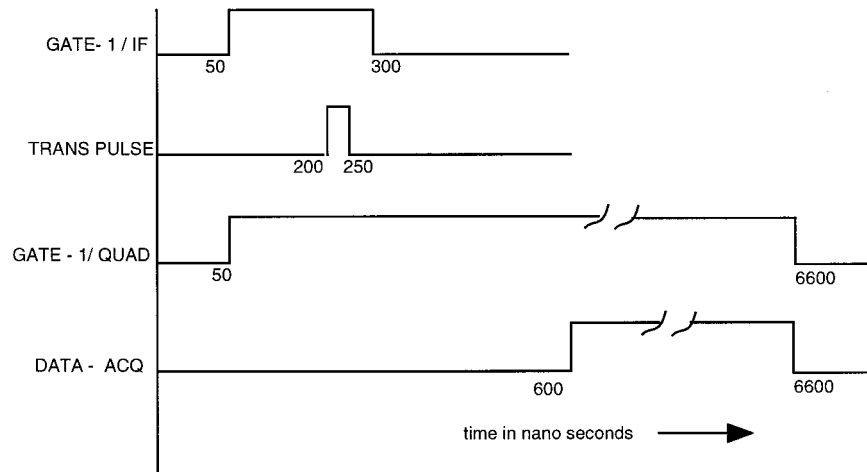 GATE- 1 / IF
50
300
TRANS PULSE
200
250
GATE - 1/ QUAD
50
6600
DATA - ACQ
600
6600
time in nano seconds